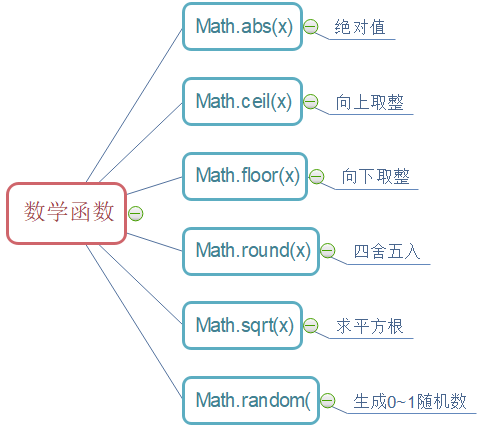 数学函数
Math.abs(x)
绝对值
Math.ceil(x)
向上取整
Math.floor(x)
向下取整
Math.round(x)
四舍五入
Math.sqrt(x)
求平方根
Math.random(
生成0~1随机数